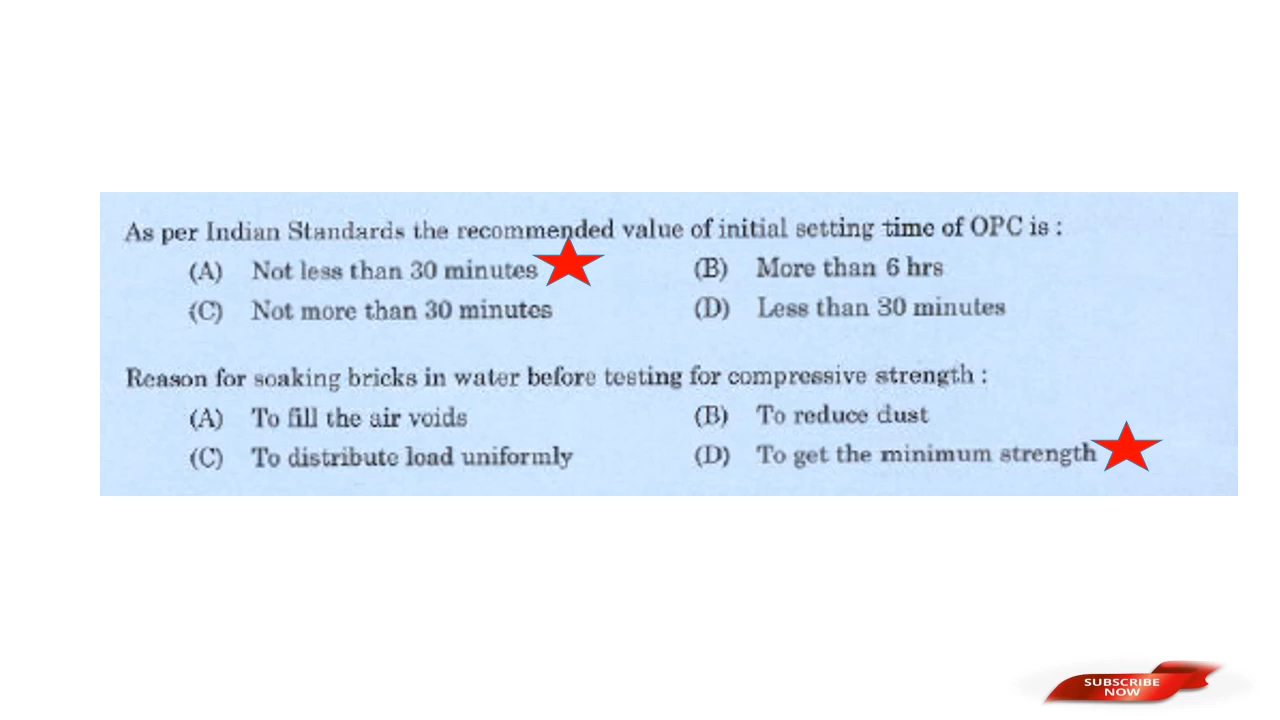 As per Indian Standards the recommended value of initial setting time of OPC is :
(A) Not less than 30 minutes (B) More than 6 hrs
(C) Not more than 30 minutes (D) Less than 30 minutes
Reason for soaking bricks in water before testing for compressive strength :
(A) To fill the air voids (B) To reduce dust
(C) To distribute load uniformly (D) To get the minimum strength
SUBSCRIBE
NOW